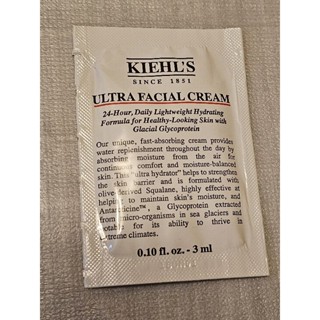 KIEHL'S
SINCE 1851
ULTRA FACIAL CREAM
24-Hour, Daily Lightweight Hydrating
Formula for Healthy-Looking Skin with
Glacial Glycoprotein
Our unique, fast-absorbing cream provides
water replenishment throughout the day by
absorbing moisture from the air for
continuous comfort and moisture-balanced
skin. This "ultra hydrator" helps to strengthen
the skin barrier and is formulated with
olive-derived Squalane, highly effective at
helping to maintain skin's moisture, and
Antarcticine™, a Glycoprotein extracted
from micro-organisms in sea glaciers and
notable for its ability to thrive in
extreme climates.
0.10 fl. oz. - 3 ml